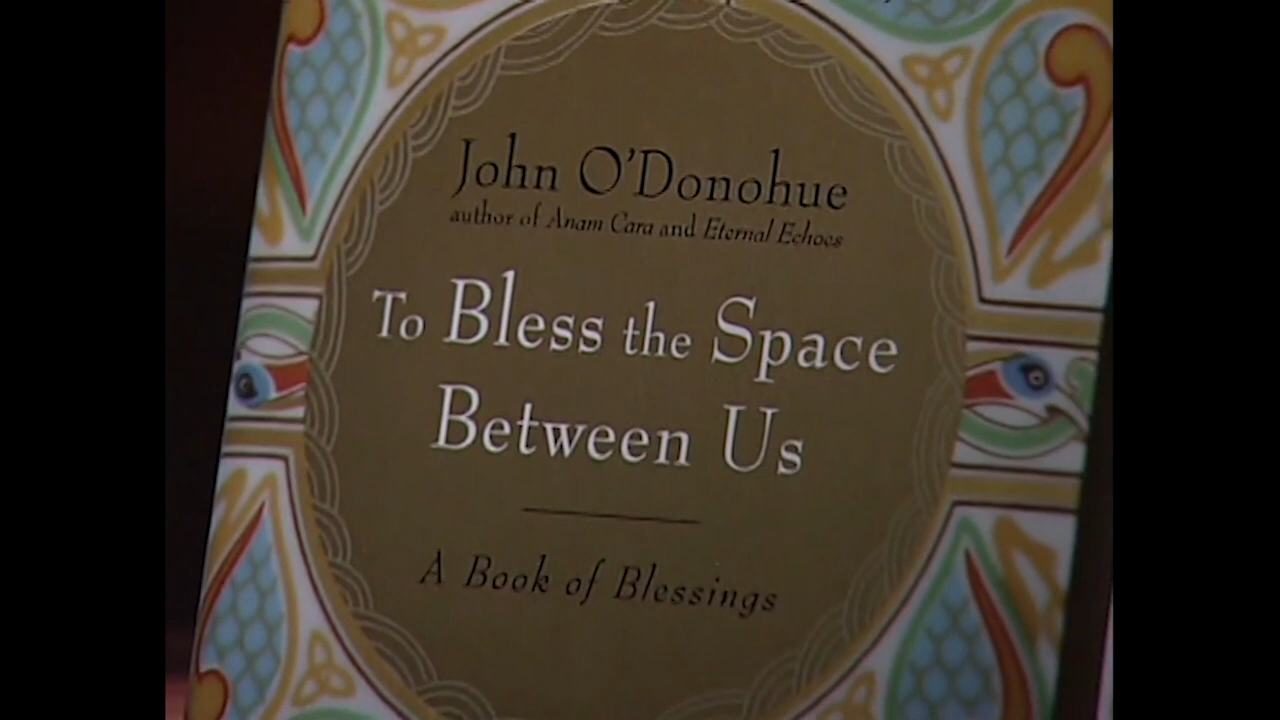 John O'Donohue
author of Anam Cara and Eternal Echoes
To Bless the Space
Between Us
A Book of Blessings